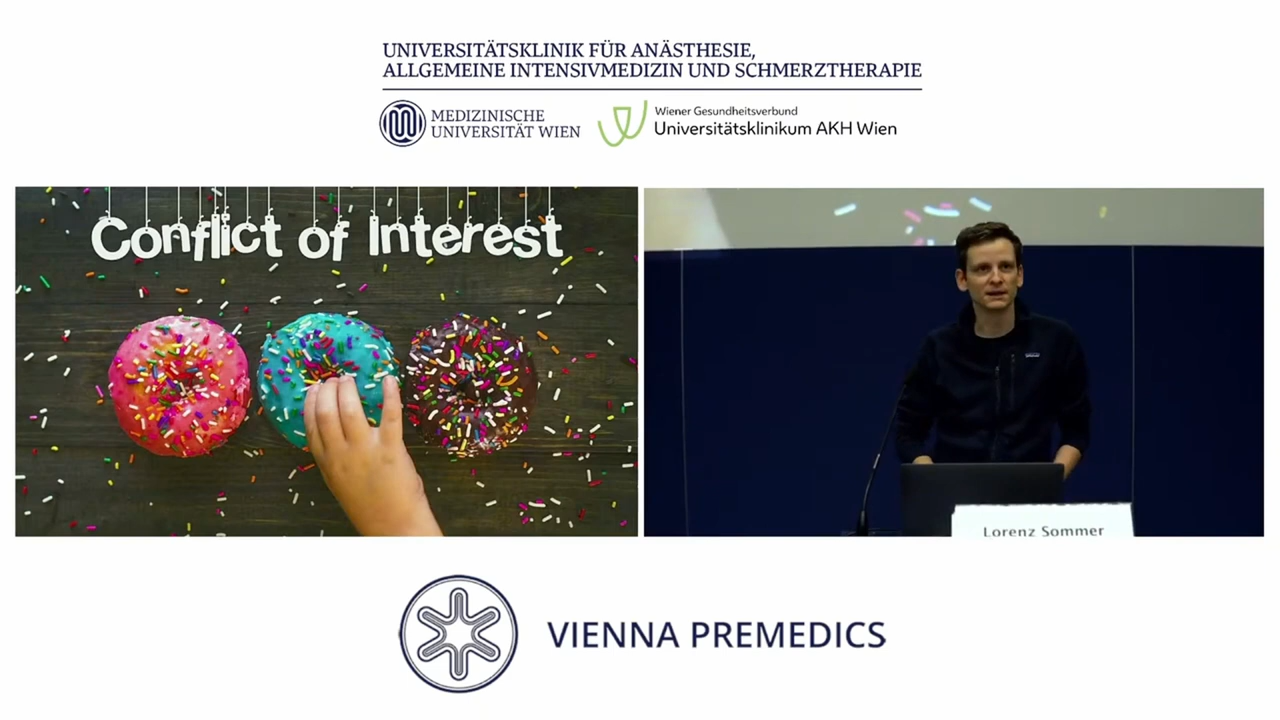 UNIVERSITÄTSKLINIK FÜR ANÄSTHESIE,
ALLGEMEINE INTENSIVMEDIZIN UND SCHMERZTHERAPIE
MEDIZINISCHE
UNIVERSITÄT WIEN
Wiener Gesundheitsverbund
Universitätsklinikum AKH Wien
Conflict of Interest
Lorenz Sommer
VIENNA PREMEDICS